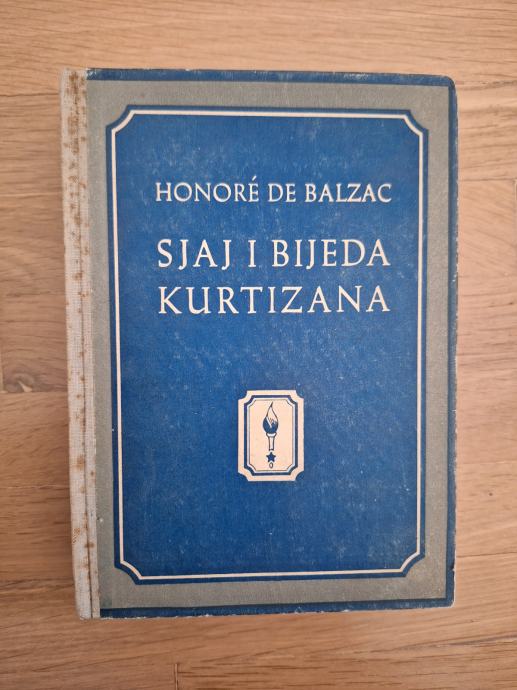 HONORÉ DE BALZAC
SJAJ I BIJEDA
KURTIZANA